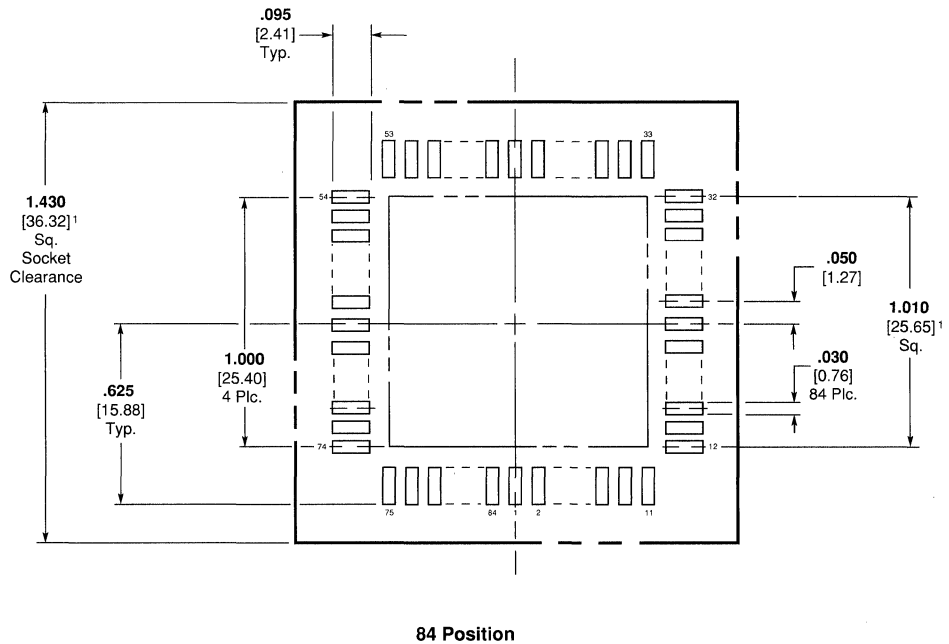 .095
[2.41]
Typ.
53
33
54
32
1.430
[36.32]¹
Sq.
Socket
Clearance
.050
[1.27]
1.010
[25.65]¹
Sq.
1.000
[25.40]
4 Plc.
.030
[0.76]
84 Plc.
.625
[15.88]
Typ.
74
12
75
84
1
2
11
84 Position